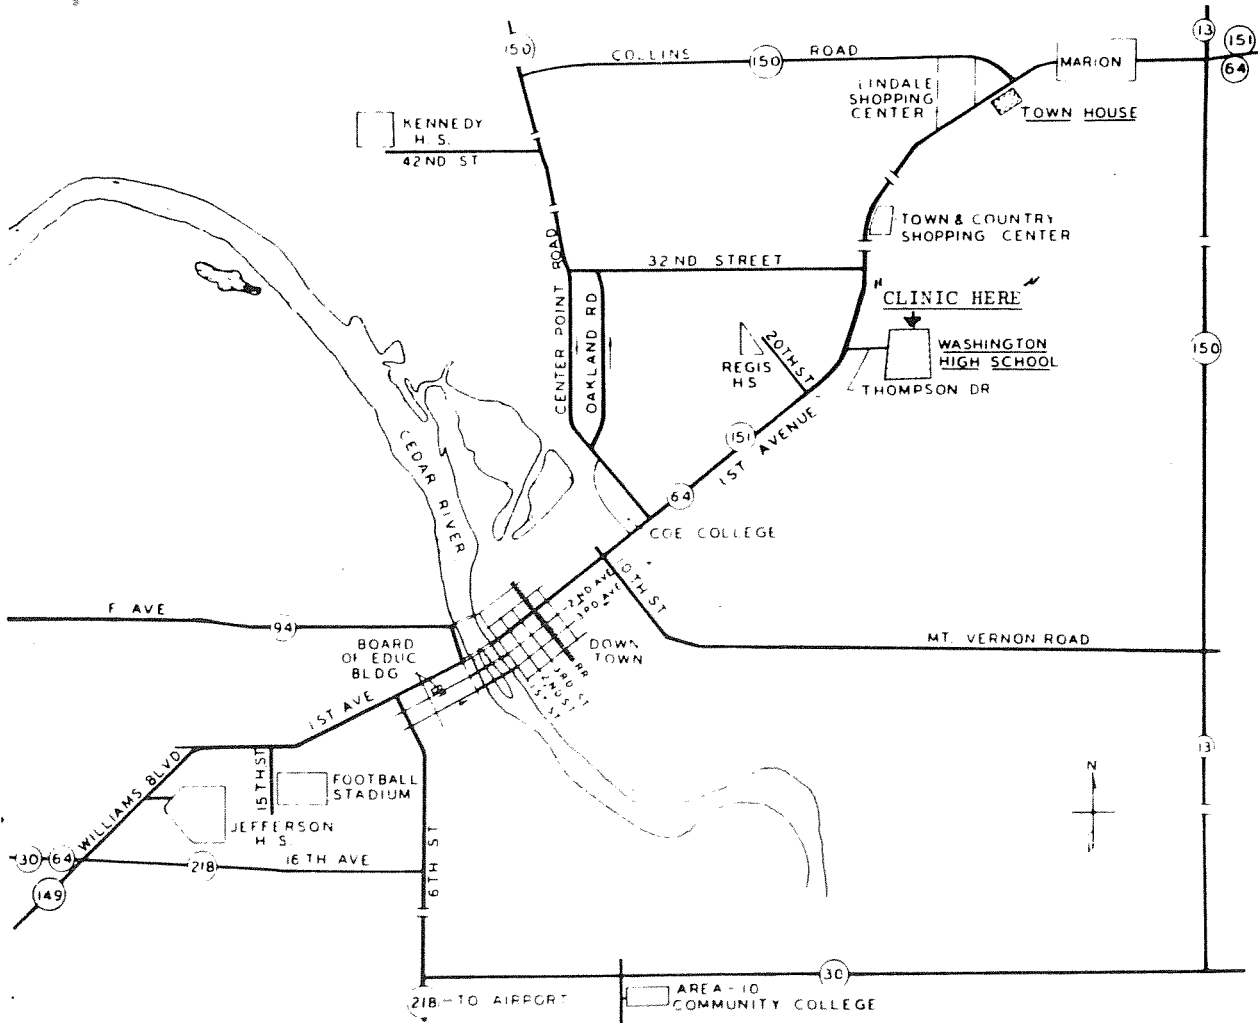 150
COLLINS
150
ROAD
13
151
64
MARION
LINDALE
SHOPPING
CENTER
TOWN HOUSE
KENNEDY
H. S.
42ND ST
TOWN & COUNTRY
SHOPPING CENTER
CENTER POINT ROAD
32ND STREET
OAKLAND RD
"CLINIC HERE"
WASHINGTON
HIGH SCHOOL
150
20TH ST
REGIS
HS
THOMPSON DR
CEDAR RIVER
151
1ST AVENUE
64
COE COLLEGE
10TH ST
2ND AVE
3RD AVE
F AVE
94
BOARD
OF EDUC
BLDG
DOWN
TOWN
MT. VERNON ROAD
RR
3RD ST
2ND ST
1ST ST
1ST AVE
13
N
WILLIAMS BLVD
15TH ST
FOOTBALL
STADIUM
JEFFERSON
H.S.
30
64
218
16TH AVE
6TH ST
149
30
218-TO AIRPORT
AREA-10
COMMUNITY COLLEGE